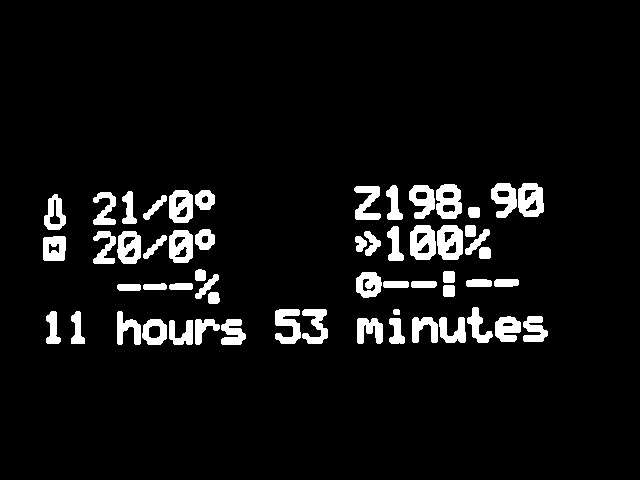 21/0° Z198.90
20/0° »100%
---% --:--
11 hours 53 minutes